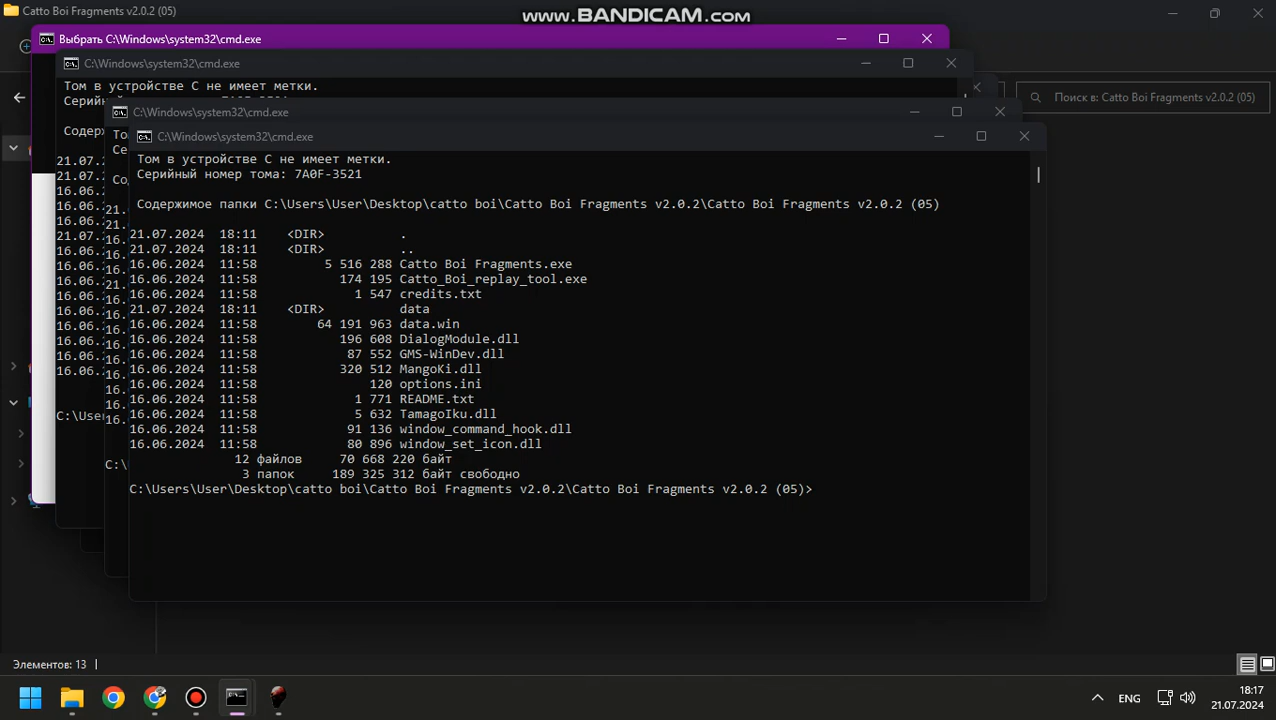 Catto Boi Fragments v2.0.2 (05)
www.BANDICAM.com
Выбрать C:\Windows\system32\cmd.exe
C:\Windows\system32\cmd.exe
Том в устройстве C не имеет метки.
Поиск в: Catto Boi Fragments v2.0.2 (05)
C:\Windows\system32\cmd.exe
C:\Windows\system32\cmd.exe
Том в устройстве C не имеет метки.
Серийный номер тома: 7A0F-3521
Содержимое папки C:\Users\User\Desktop\catto boi\Catto Boi Fragments v2.0.2\Catto Boi Fragments v2.0.2 (05)
21.07.2024 18:11 <DIR> .
21.07.2024 18:11 <DIR> ..
16.06.2024 11:58 5 516 288 Catto Boi Fragments.exe
16.06.2024 11:58 174 195 Catto_Boi_replay_tool.exe
16.06.2024 11:58 1 547 credits.txt
21.07.2024 18:11 <DIR> data
16.06.2024 11:58 64 191 963 data.win
16.06.2024 11:58 196 608 DialogModule.dll
16.06.2024 11:58 87 552 GMS-WinDev.dll
16.06.2024 11:58 320 512 MangoKi.dll
16.06.2024 11:58 120 options.ini
16.06.2024 11:58 1 771 README.txt
16.06.2024 11:58 5 632 TamagoIku.dll
16.06.2024 11:58 91 136 window_command_hook.dll
16.06.2024 11:58 80 896 window_set_icon.dll
12 файлов 70 668 220 байт
3 папок 189 325 312 байт свободно
C:\Users\User\Desktop\catto boi\Catto Boi Fragments v2.0.2\Catto Boi Fragments v2.0.2 (05)>
Элементов: 13
ENG
18:17
21.07.2024